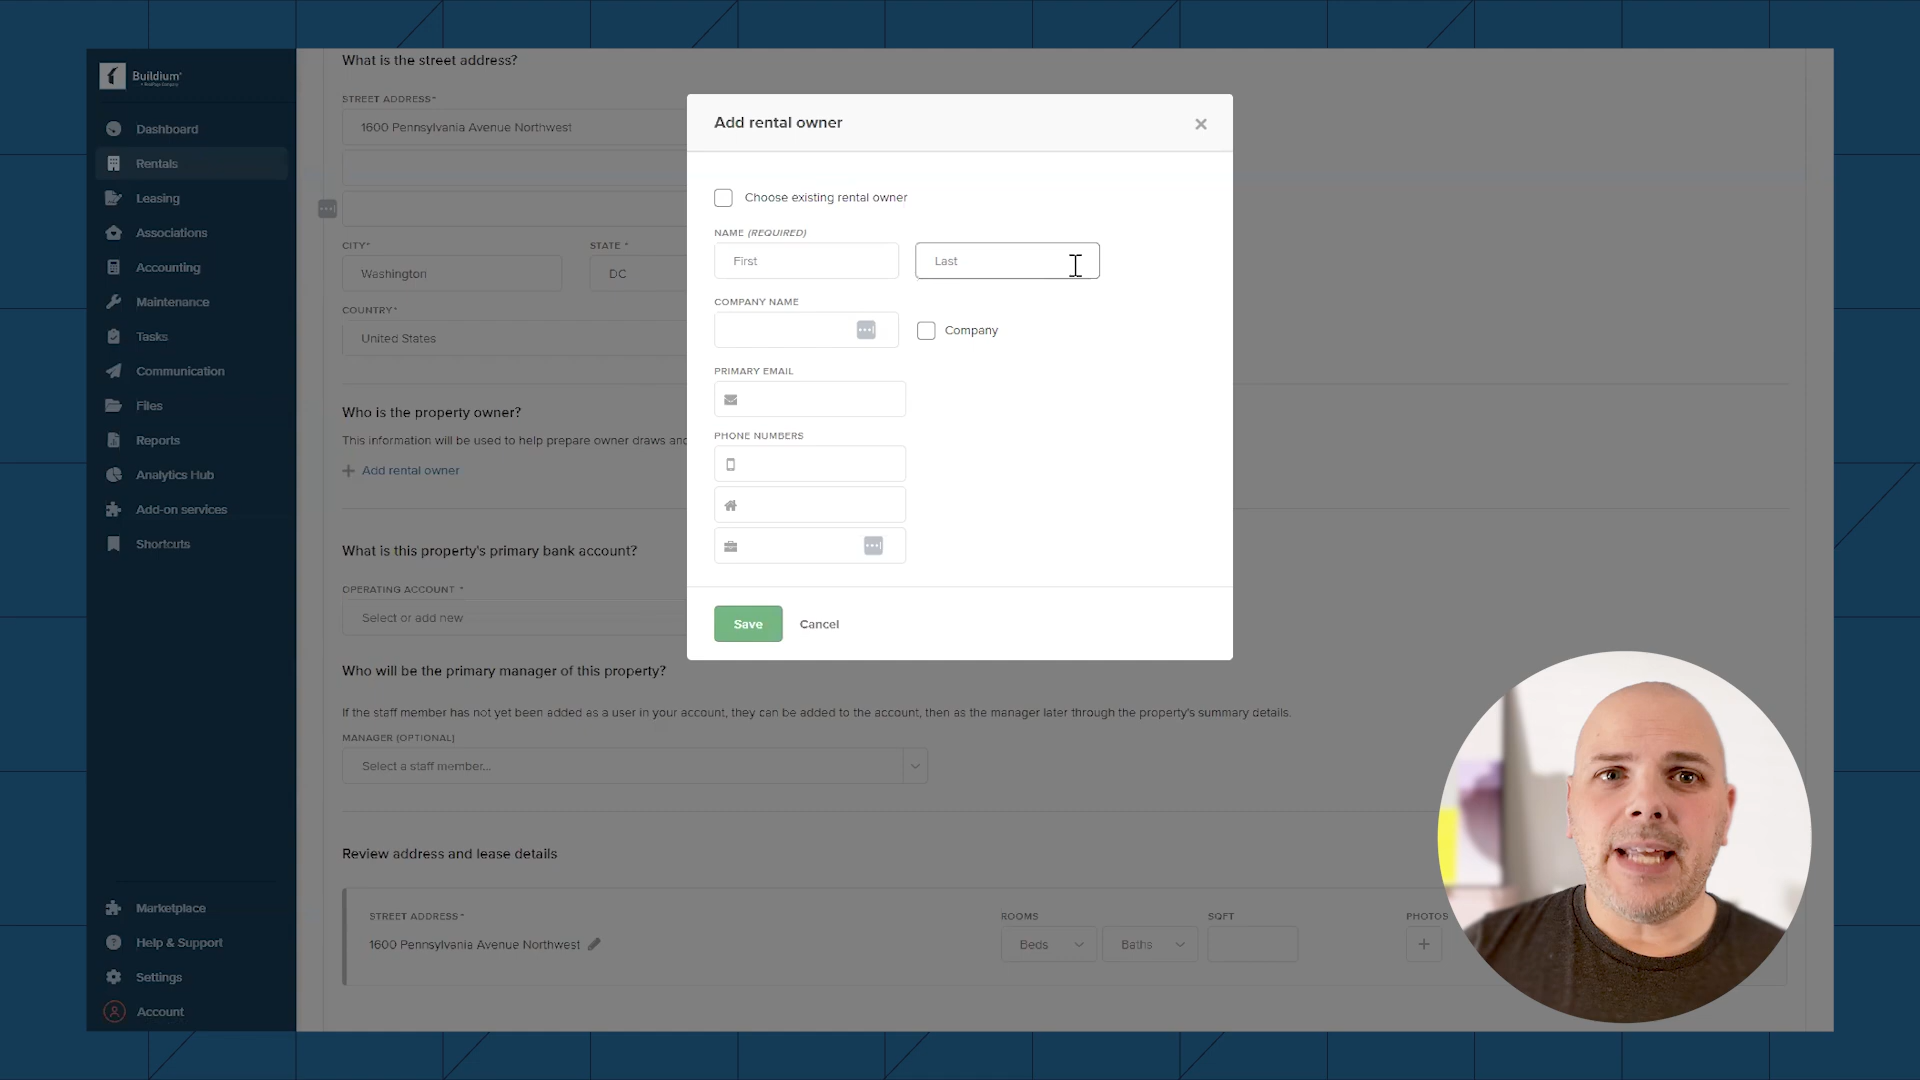 Buildium
Dashboard
Rentals
Leasing
Associations
Accounting
Maintenance
Tasks
Communication
Files
Reports
Analytics Hub
Add-on services
Shortcuts
Marketplace
Help & Support
Settings
Account
What is the street address?
STREET ADDRESS*
1600 Pennsylvania Avenue Northwest
CITY*
STATE *
Washington
DC
COUNTRY*
United States
Who is the property owner?
This information will be used to help prepare owner draws and
Add rental owner
What is this property's primary bank account?
OPERATING ACCOUNT *
Select or add new
Who will be the primary manager of this property?
If the staff member has not yet been added as a user in your account, they can be added to the account, then as the manager later through the property's summary details.
MANAGER (OPTIONAL)
Select a staff member...
Review address and lease details
STREET ADDRESS*
ROOMS
SQFT
PHOTOS
1600 Pennsylvania Avenue Northwest
Beds
Baths
Add rental owner
Choose existing rental owner
NAME (REQUIRED)
First
Last
COMPANY NAME
Company
PRIMARY EMAIL
PHONE NUMBERS
Save
Cancel